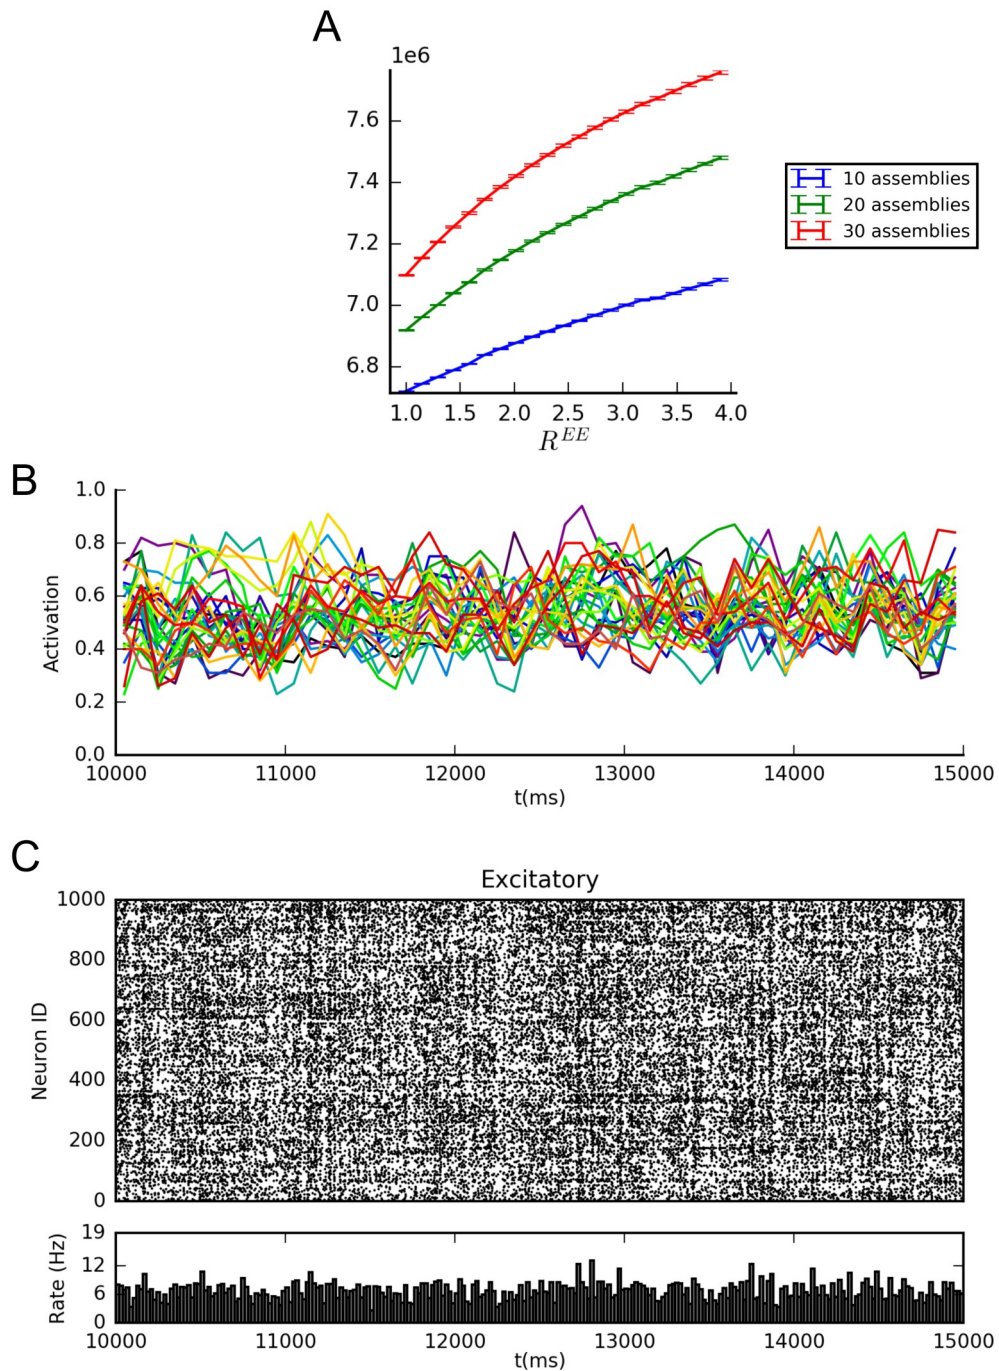 A
1e6
7.6
7.4
7.2
7.0
6.8
1.0 1.5 2.0 2.5 3.0 3.5 4.0
R^{EE}
10 assemblies
20 assemblies
30 assemblies
B
Activation
1.0
0.8
0.6
0.4
0.2
0.0
10000 11000 12000 13000 14000 15000
t(ms)
C
Excitatory
Neuron ID
1000
800
600
400
200
0
Rate (Hz)
19
12
6
0
10000 11000 12000 13000 14000 15000
t(ms)